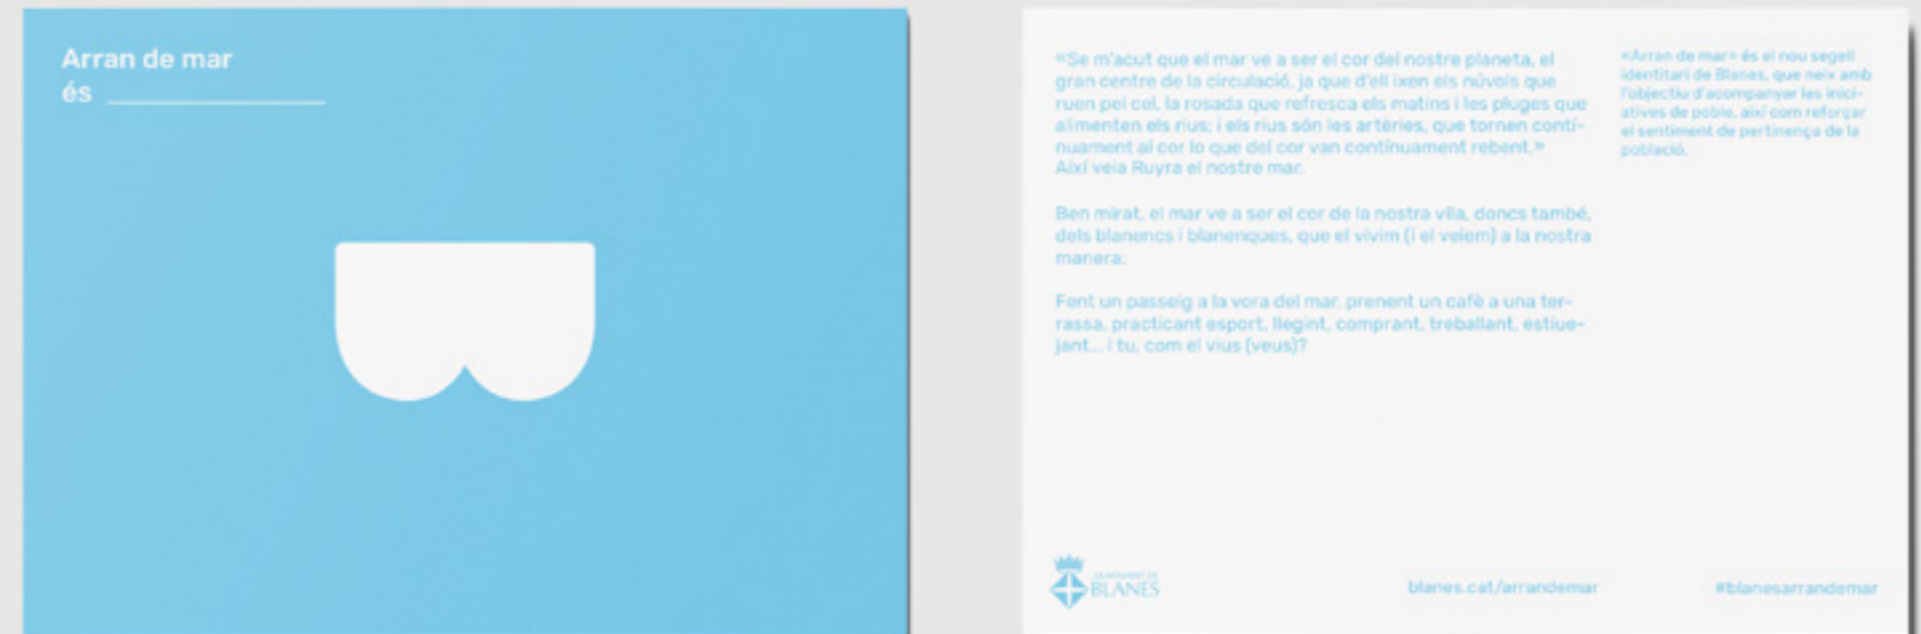 Arran de mar
és
«Se m'acut que el mar ve a ser el cor del nostre planeta, el
gran centre de la circulació, ja que d'ell ixen els núvols que
ruen pel cel, la rosada que refresca els matins i les pluges que
alimenten els rius; i els rius són les artèries, que tornen contí-
nuament al cor lo que del cor van contínuament rebent.»
Així veia Ruyra el nostre mar.
Ben mirat, el mar ve a ser el cor de la nostra vila, doncs també,
dels blanencs i blanenques, que el vivim (i el veiem) a la nostra
manera:
Fent un passeig a la vora del mar, prenent un cafè a una ter-
rassa, practicant esport, llegint, comprant, treballant, estiue-
jant... i tu, com el vius (veus)?
«Arran de mar» és el nou segell
identitari de Blanes, que neix amb
l'objectiu d'acompanyar les inici-
atives de poble, així com reforçar
el sentiment de pertinença de la
població.
AJUNTAMENT DE
BLANES
blanes.cat/arrandemar
#blanesarrandemar